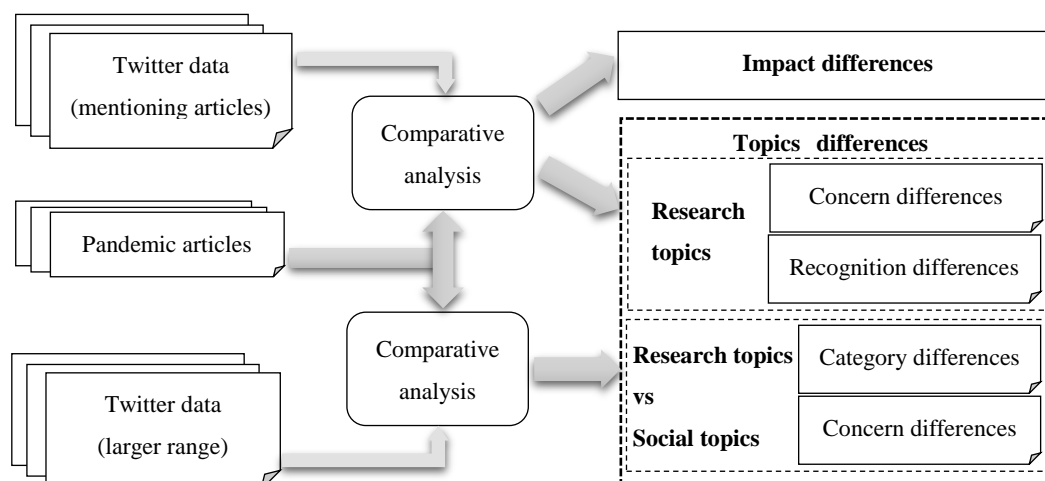 Twitter data
(mentioning articles)
Pandemic articles
Twitter data
(larger range)
Comparative
analysis
Comparative
analysis
Impact differences
Topics differences
Research
topics
Concern differences
Recognition differences
Research topics
vs
Social topics
Category differences
Concern differences